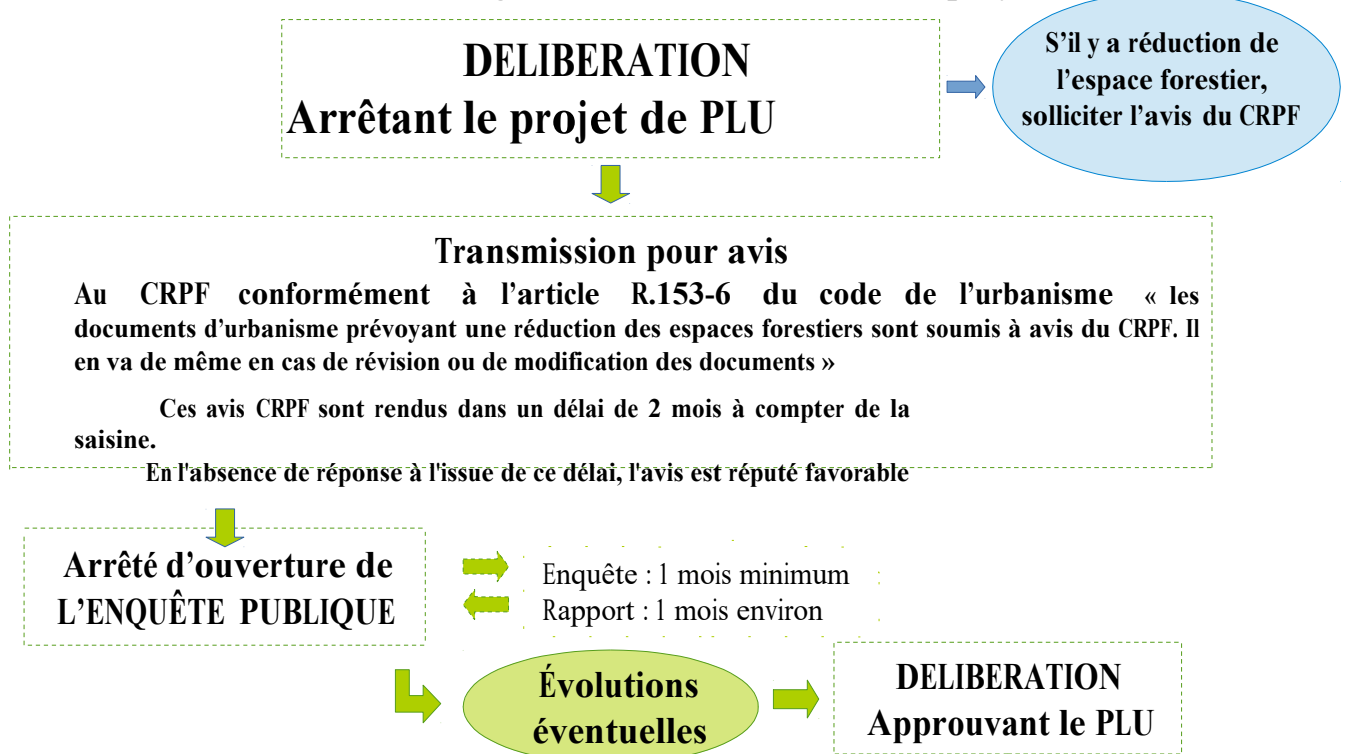 DELIBERATION
Arrêtant le projet de PLU
S'il y a réduction de
l'espace forestier,
solliciter l'avis du CRPF
Transmission pour avis
Au CRPF conformément à l'article R.153-6 du code de l'urbanisme « les
documents d'urbanisme prévoyant une réduction des espaces forestiers sont soumis à avis du CRPF. Il
en va de même en cas de révision ou de modification des documents »
Ces avis CRPF sont rendus dans un délai de 2 mois à compter de la
saisine.
En l'absence de réponse à l'issue de ce délai, l'avis est réputé favorable
Arrêté d'ouverture de
L'ENQUÊTE PUBLIQUE
Enquête : 1 mois minimum
Rapport : 1 mois environ
Évolutions
éventuelles
DELIBERATION
Approuvant le PLU